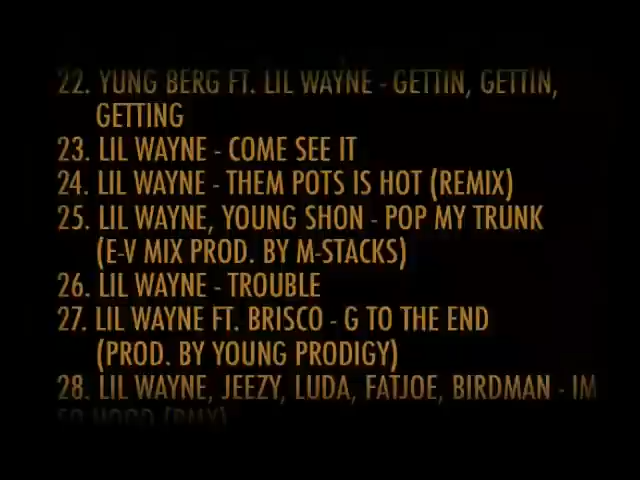 22. YUNG BERG FT. LIL WAYNE - GETTIN, GETTIN,
GETTING
23. LIL WAYNE - COME SEE IT
24. LIL WAYNE - THEM POTS IS HOT (REMIX)
25. LIL WAYNE, YOUNG SHON - POP MY TRUNK
(E-V MIX PROD. BY M-STACKS)
26. LIL WAYNE - TROUBLE
27. LIL WAYNE FT. BRISCO - G TO THE END
(PROD. BY YOUNG PRODIGY)
28. LIL WAYNE, JEEZY, LUDA, FATJOE, BIRDMAN - IM
SO HOOD (RMX)